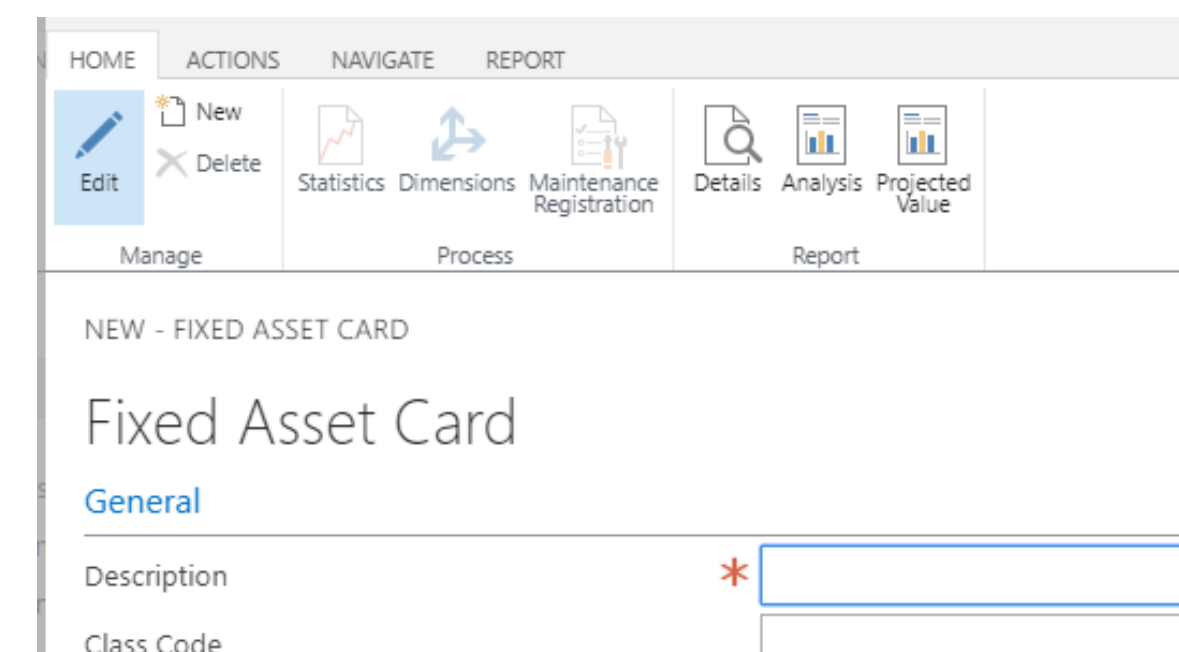 HOME ACTIONS NAVIGATE REPORT
New
Delete
Edit
Statistics Dimensions Maintenance Registration
Details Analysis Projected Value
Manage Process Report
NEW - FIXED ASSET CARD
Fixed Asset Card
General
Description *
Class Code